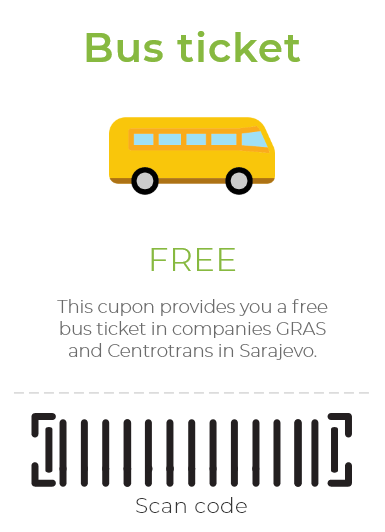 Bus ticket
FREE
This cupon provides you a free
bus ticket in companies GRAS
and Centrotrans in Sarajevo.
Scan code